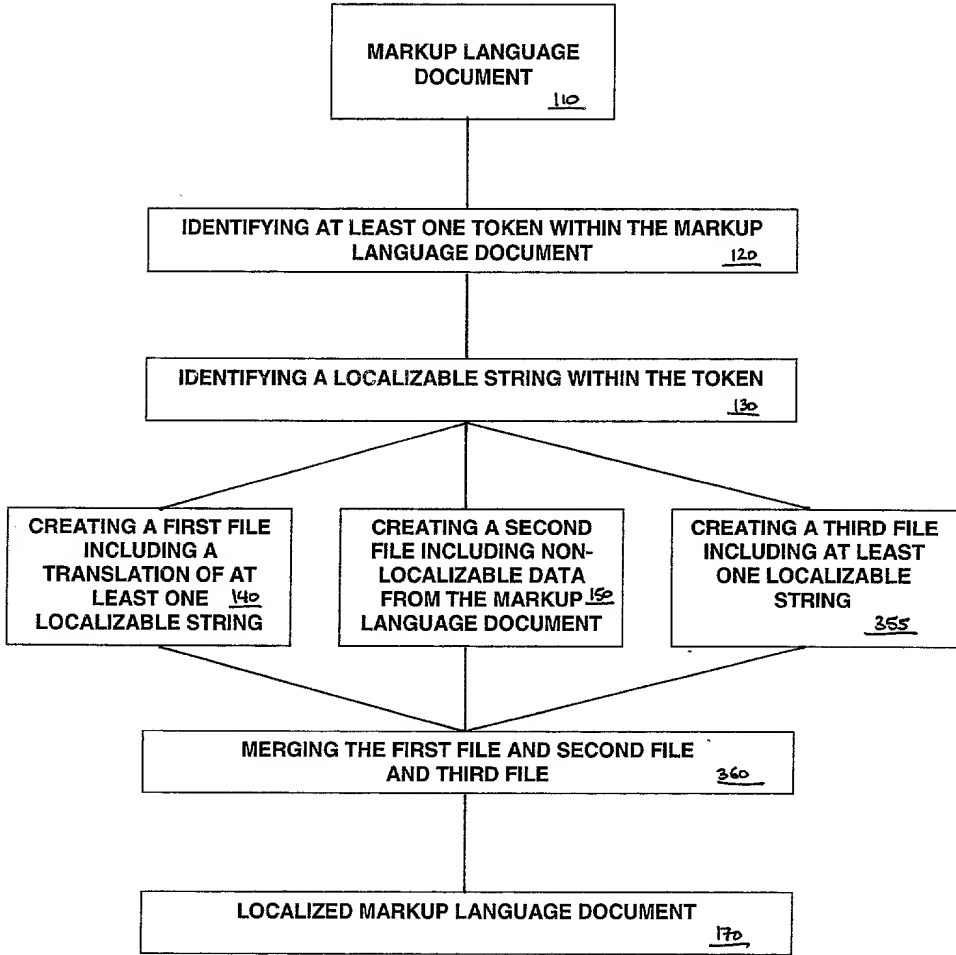 MARKUP LANGUAGE
DOCUMENT
110
IDENTIFYING AT LEAST ONE TOKEN WITHIN THE MARKUP
LANGUAGE DOCUMENT
120
IDENTIFYING A LOCALIZABLE STRING WITHIN THE TOKEN
130
CREATING A FIRST FILE
INCLUDING A
TRANSLATION OF AT
LEAST ONE 140
LOCALIZABLE STRING
CREATING A SECOND
FILE INCLUDING NON-
LOCALIZABLE DATA
FROM THE MARKUP 150
LANGUAGE DOCUMENT
CREATING A THIRD FILE
INCLUDING AT LEAST
ONE LOCALIZABLE
STRING
355
MERGING THE FIRST FILE AND SECOND FILE
AND THIRD FILE
360
LOCALIZED MARKUP LANGUAGE DOCUMENT
170